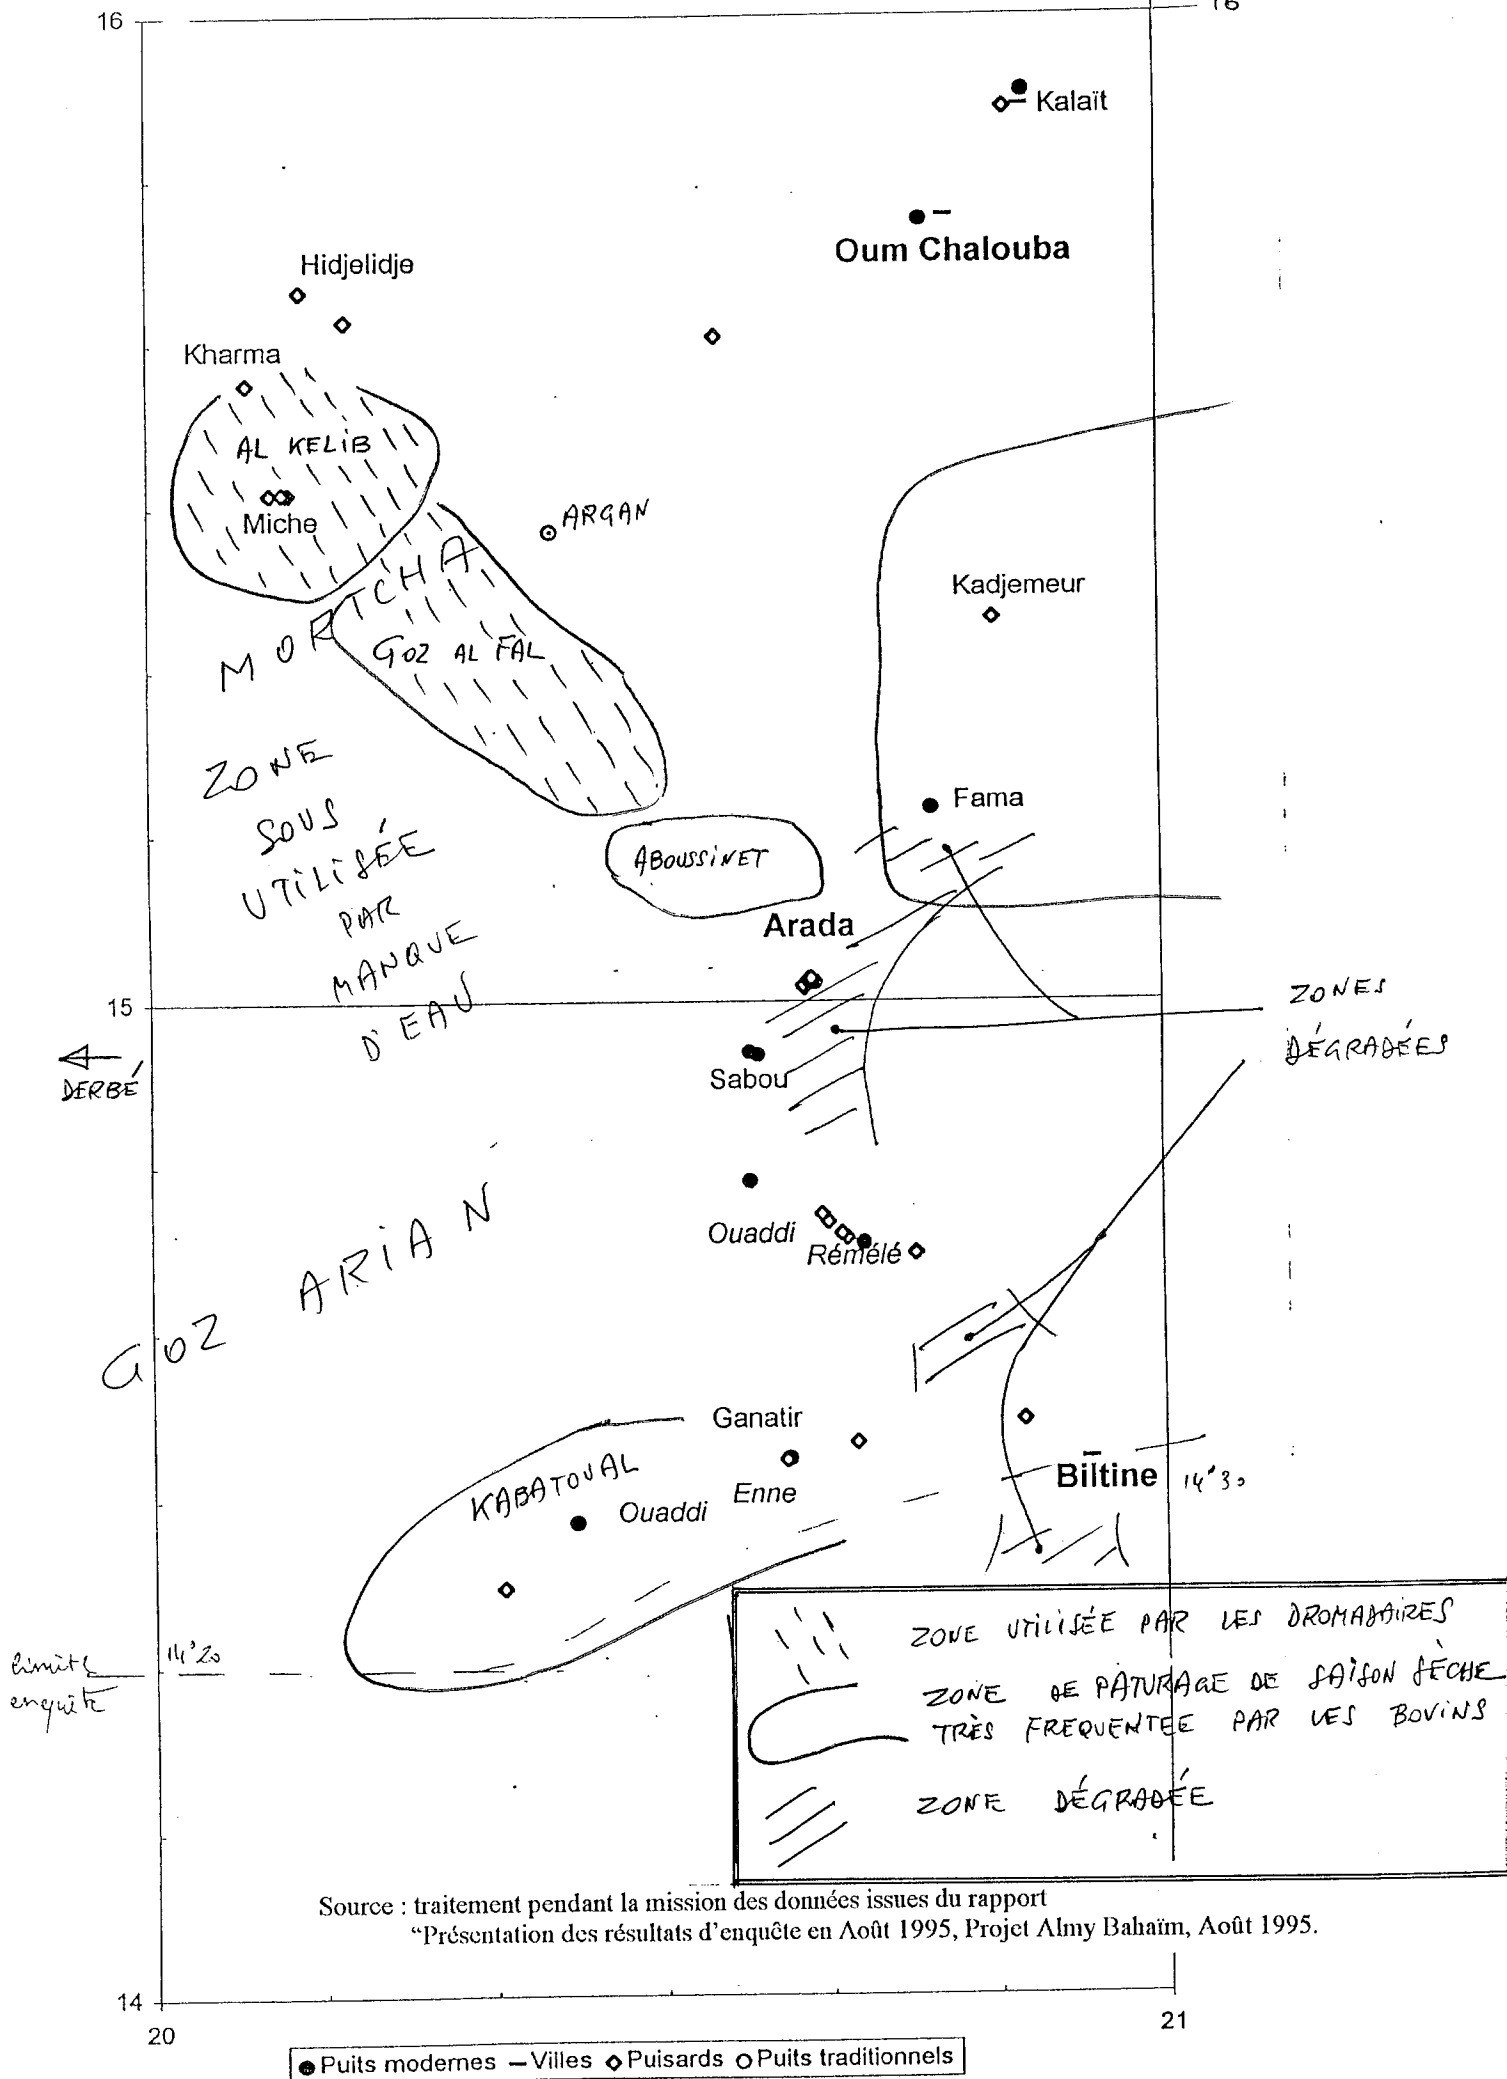 16
16
Kalaït
Oum Chalouba
Hidjelidje
Kharma
AL KELIB
Miche
ARGAN
MORTCHA
Kadjemeur
GOZ AL FAL
ZONE
SOUS
UTILISÉE
PAR
MANQUE
D'EAU
Fama
ABOUSSINET
Arada
15
ZONES
DÉGRADÉES
DERBÉ
Sabou
Ouaddi
Rémélé
GOZ ARIAN
Ganatir
KABATOUAL
Enne
Ouaddi
Biltine
14°30
14°20
limite
enquête
ZONE UTILISÉE PAR LES DROMADAIRES
ZONE DE PÂTURAGE DE SAISON SÈCHE
TRÈS FREQUENTEE PAR LES BOVINS
ZONE DÉGRADÉE
Source : traitement pendant la mission des données issues du rapport
“Présentation des résultats d’enquête en Août 1995, Projet Almy Bahaïm, Août 1995.
14
20
21
Puits modernes – Villes Puisards Puits traditionnels